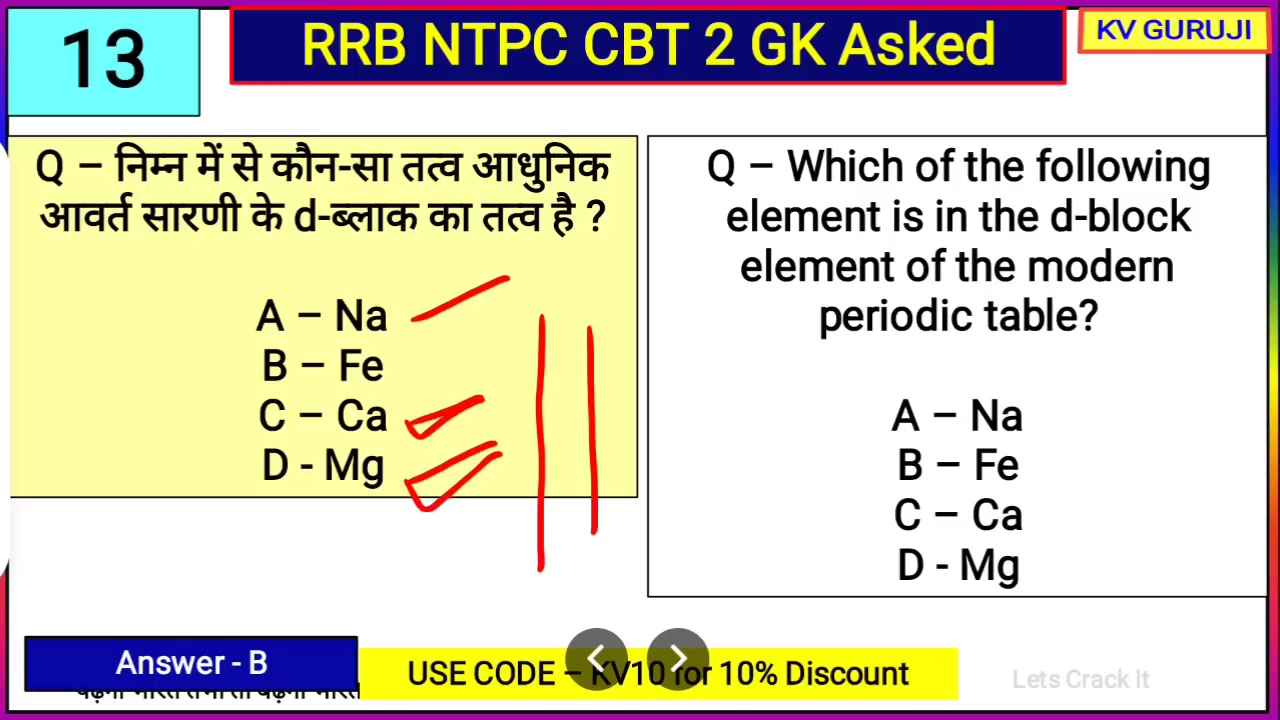 13
RRB NTPC CBT 2 GK Asked
KV GURUJI
Q – निम्न में से कौन-सा तत्व आधुनिक
आवर्त सारणी के d-ब्लाक का तत्व है ?
A – Na
B – Fe
C – Ca
D - Mg
Q – Which of the following
element is in the d-block
element of the modern
periodic table?
A – Na
B – Fe
C – Ca
D - Mg
Answer - B
USE CODE – KV10 for 10% Discount
Lets Crack It